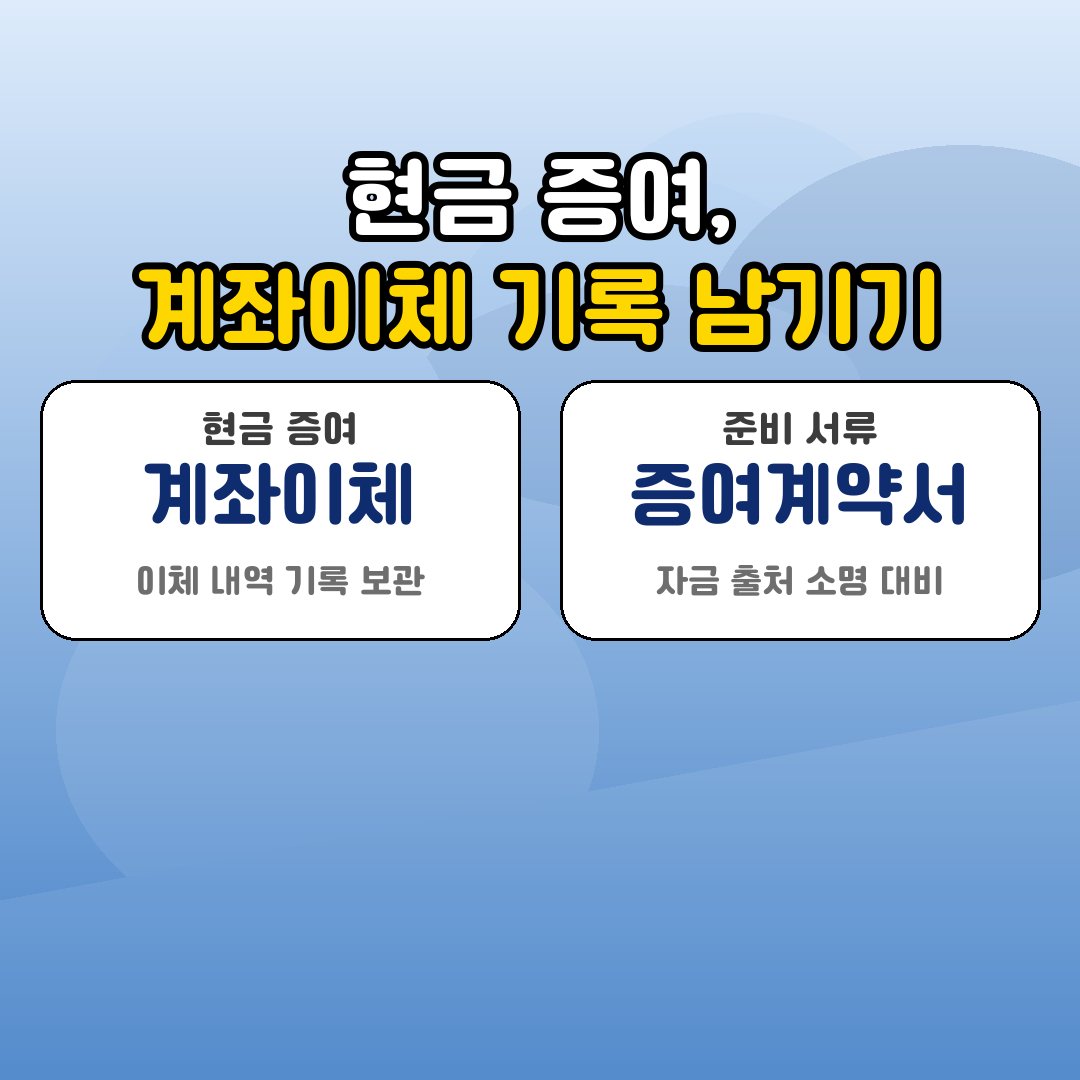 현금 증여,
계좌이체 기록 남기기
현금 증여
계좌이체
이체 내역 기록 보관
준비 서류
증여계약서
자금 출처 소명 대비